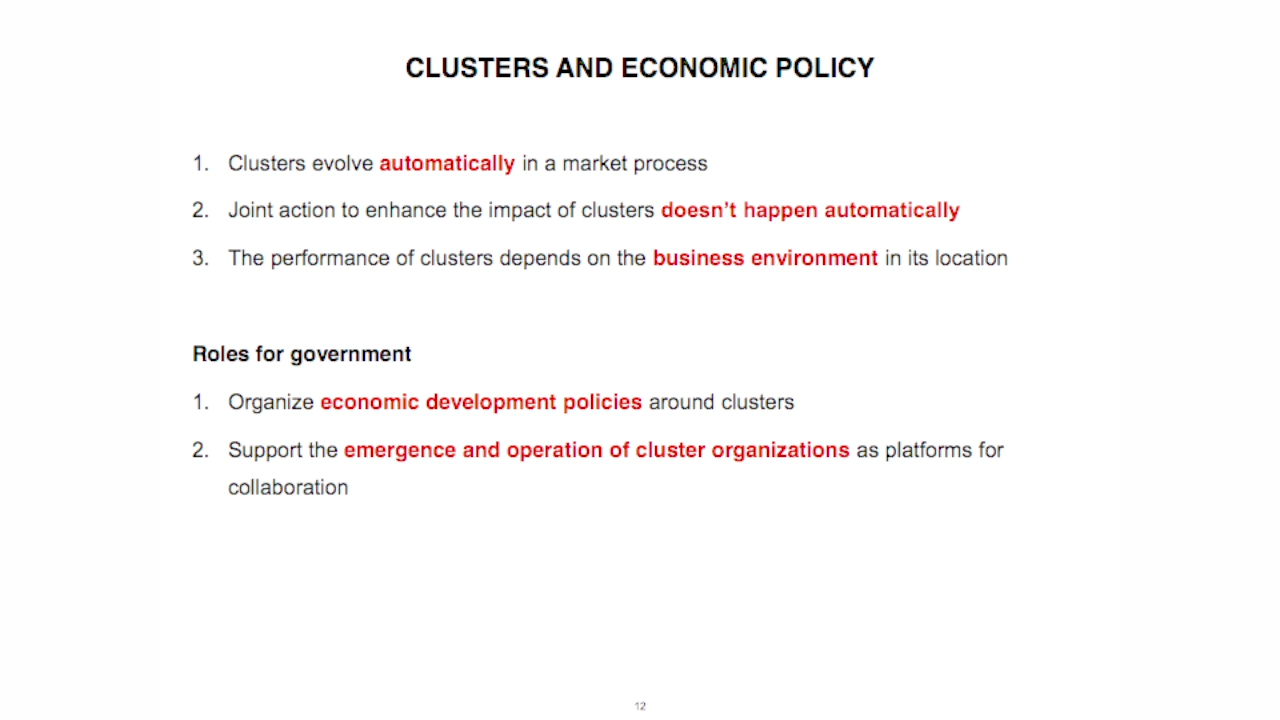 CLUSTERS AND ECONOMIC POLICY
1. Clusters evolve automatically in a market process
2. Joint action to enhance the impact of clusters doesn't happen automatically
3. The performance of clusters depends on the business environment in its location
Roles for government
1. Organize economic development policies around clusters
2. Support the emergence and operation of cluster organizations as platforms for
collaboration
12